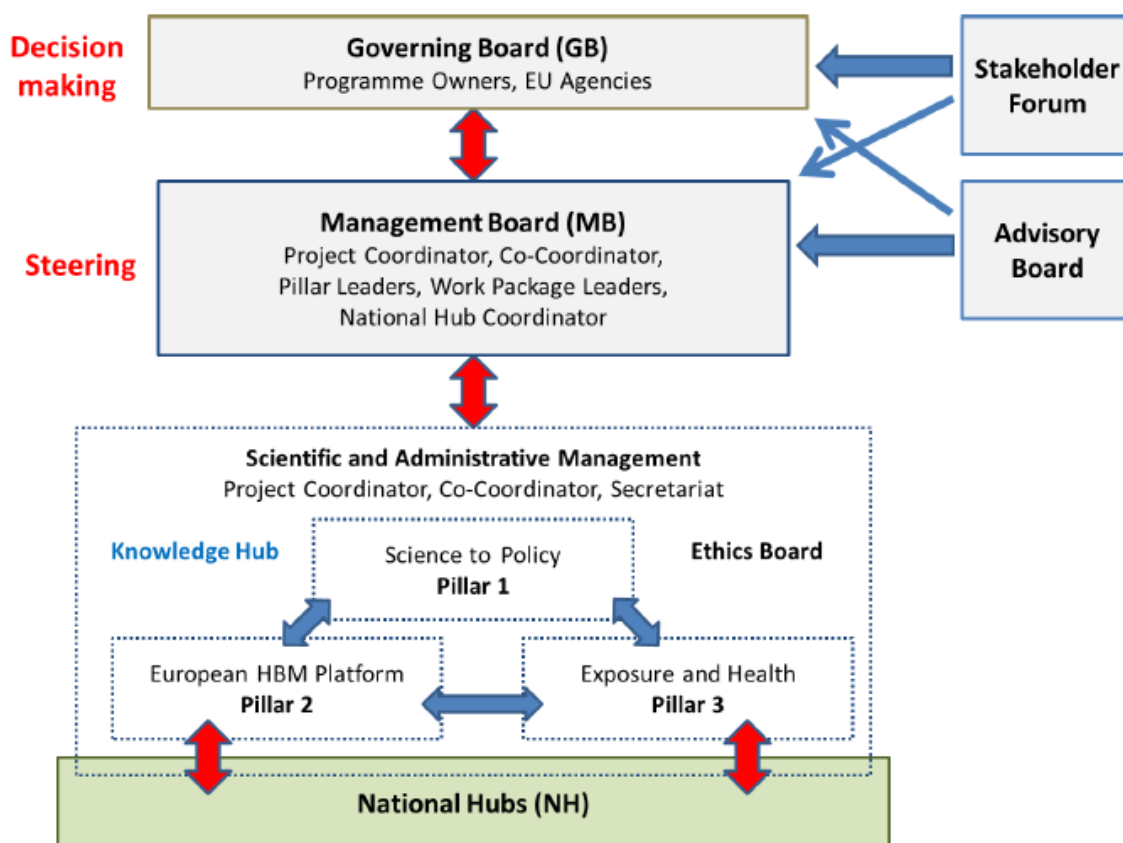 Decision
making
Governing Board (GB)
Programme Owners, EU Agencies
Stakeholder
Forum
Steering
Management Board (MB)
Project Coordinator, Co-Coordinator,
Pillar Leaders, Work Package Leaders,
National Hub Coordinator
Advisory
Board
Scientific and Administrative Management
Project Coordinator, Co-Coordinator, Secretariat
Knowledge Hub
Science to Policy
Pillar 1
Ethics Board
European HBM Platform
Pillar 2
Exposure and Health
Pillar 3
National Hubs (NH)